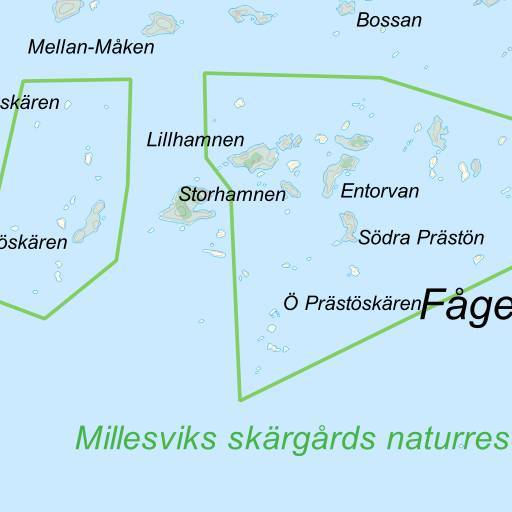 Bossan
Mellan-Måken
skären
Lillhamnen
Storhamnen
Entorvan
öskären
Södra Prästön
Ö Prästöskären
Fåge
Millesviks skärgårds naturres